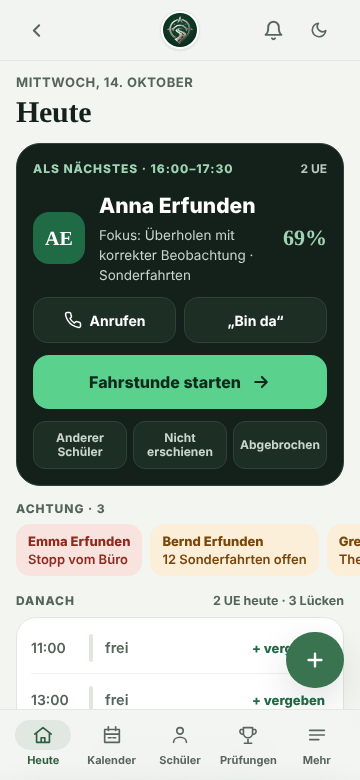 MITTWOCH, 14. OKTOBER
Heute
ALS NÄCHSTES · 16:00–17:30
2 UE
AE
Anna Erfunden
Fokus: Überholen mit
korrekter Beobachtung ·
Sonderfahrten
69%
Anrufen
„Bin da“
Fahrstunde starten →
Anderer
Schüler
Nicht
erschienen
Abgebrochen
ACHTUNG · 3
Emma Erfunden
Stopp vom Büro
Bernd Erfunden
12 Sonderfahrten offen
DANACH
2 UE heute · 3 Lücken
11:00 frei
13:00 frei + vergeben
Heute
Kalender
Schüler
Prüfungen
Mehr